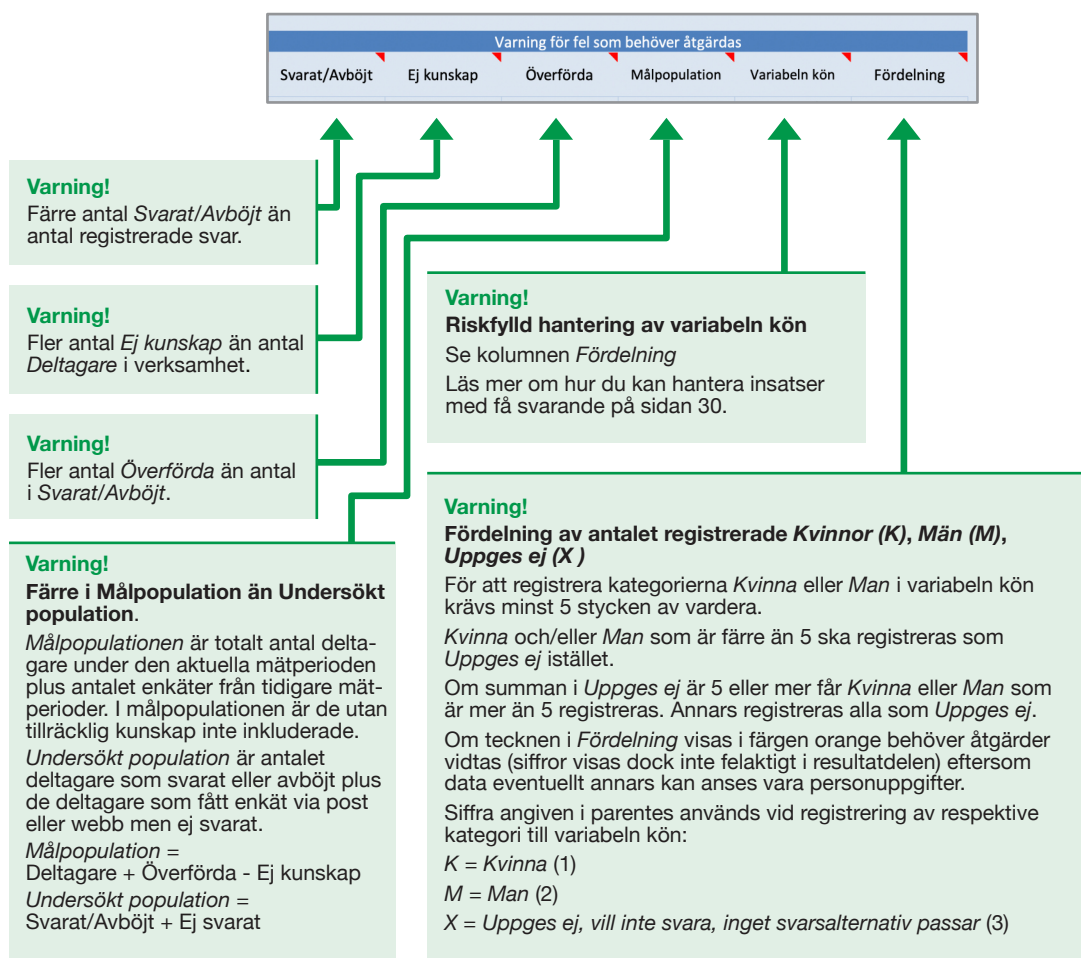 Varning för fel som behöver åtgärdas
Svarat/Avböjt Ej kunskap Överförda Målpopulation Variabeln kön Fördelning
Varning!
Färre antal Svarat/Avböjt än
antal registrerade svar.
Varning!
Fler antal Ej kunskap än antal
Deltagare i verksamhet.
Varning!
Fler antal Överförda än antal
i Svarat/Avböjt.
Varning!
Färre i Målpopulation än Undersökt
population.
Målpopulationen är totalt antal delta-
gare under den aktuella mätperioden
plus antalet enkäter från tidigare mät-
perioder. I målpopulationen är de utan
tillräcklig kunskap inte inkluderade.
Undersökt population är antalet
deltagare som svarat eller avböjt plus
de deltagare som fått enkät via post
eller webb men ej svarat.
Målpopulation =
Deltagare + Överförda - Ej kunskap
Undersökt population =
Svarat/Avböjt + Ej svarat
Varning!
Riskfylld hantering av variabeln kön
Se kolumnen Fördelning
Läs mer om hur du kan hantera insatser
med få svarande på sidan 30.
Varning!
Fördelning av antalet registrerade Kvinnor (K), Män (M),
Uppges ej (X )
För att registrera kategorierna Kvinna eller Man i variabeln kön
krävs minst 5 stycken av vardera.
Kvinna och/eller Man som är färre än 5 ska registreras som
Uppges ej istället.
Om summan i Uppges ej är 5 eller mer får Kvinna eller Man som
är mer än 5 registreras. Annars registreras alla som Uppges ej.
Om tecknen i Fördelning visas i färgen orange behöver åtgärder
vidtas (siffror visas dock inte felaktigt i resultatdelen) eftersom
data eventuellt annars kan anses vara personuppgifter.
Siffra angiven i parentes används vid registrering av respektive
kategori till variabeln kön:
K = Kvinna (1)
M = Man (2)
X = Uppges ej, vill inte svara, inget svarsalternativ passar (3)